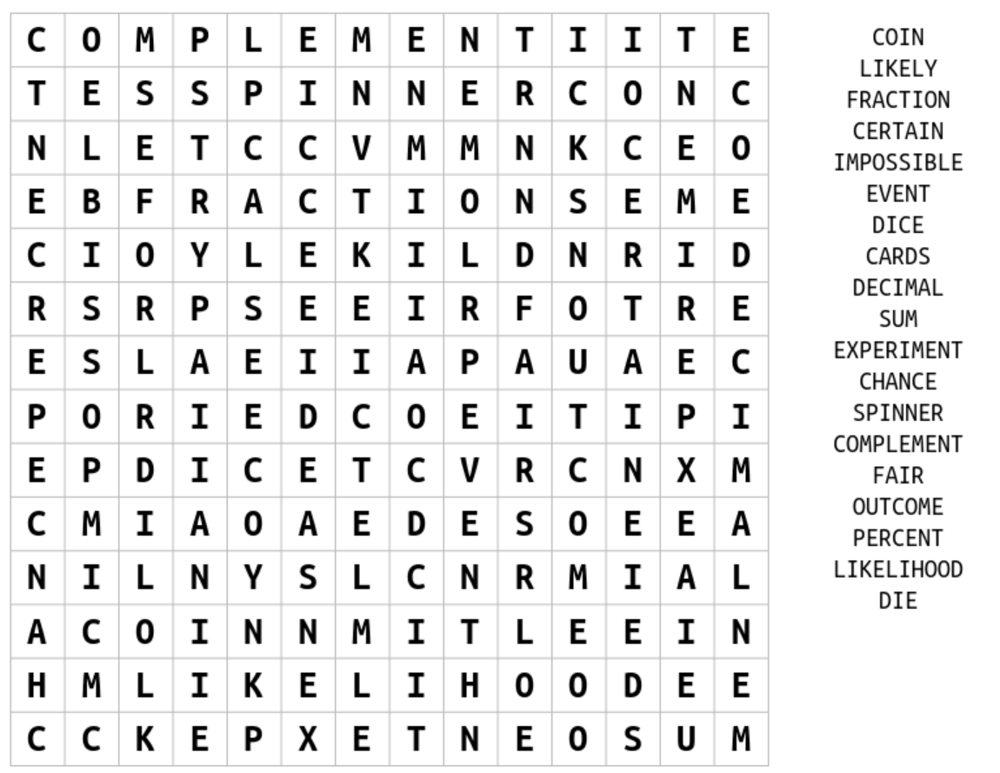 C O M P L E M E N T I I T E
T E S S P I N N E R C O N C
N L E T C C V M M N K C E O
E B F R A C T I O N S E M E
C I O Y L E K I L D N R I D
R S R P S E E I R F O T R E
E S L A E I I A P A U A E C
P O R I E D C O E I T I P I
E P D I C E T C V R C N X M
C M I A O A E D E S O E E A
N I L N Y S L C N R M I A L
A C O I N N M I T L E E I N
H M L I K E L I H O O D E E
C C K E P X E T N E O S U M
COIN
LIKELY
FRACTION
CERTAIN
IMPOSSIBLE
EVENT
DICE
CARDS
DECIMAL
SUM
EXPERIMENT
CHANCE
SPINNER
COMPLEMENT
FAIR
OUTCOME
PERCENT
LIKELIHOOD
DIE